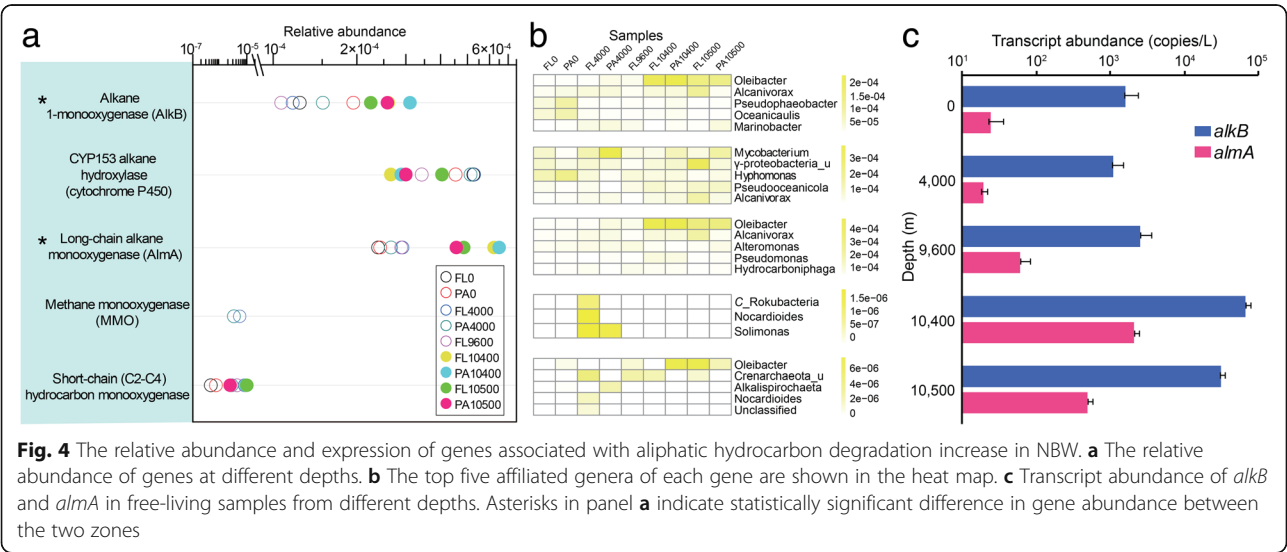 a
Relative abundance
10-7
10-5
10-4
2×10-4
6×10-4
* Alkane
1-monooxygenase (AlkB)
CYP153 alkane
hydroxylase
(cytochrome P450)
* Long-chain alkane
monooxygenase (AlmA)
Methane monooxygenase
(MMO)
Short-chain (C2-C4)
hydrocarbon monooxygenase
FL0
PA0
FL4000
PA4000
FL9600
FL10400
PA10400
FL10500
PA10500
b
Samples
FL0
PA0
FL4000
PA4000
FL9600
FL10400
PA10400
FL10500
PA10500
Oleibacter
Alcanivorax
Pseudophaeobacter
Oceanicaulis
Marinobacter
2e-04
1.5e-04
1e-04
5e-05
Mycobacterium
γ-proteobacteria_u
Hyphomonas
Pseudooceanicola
Alcanivorax
3e-04
2e-04
1e-04
Oleibacter
Alcanivorax
Alteromonas
Pseudomonas
Hydrocarboniphaga
4e-04
3e-04
2e-04
1e-04
C_Rokubacteria
Nocardioides
Solimonas
1.5e-06
1e-06
5e-07
0
Oleibacter
Crenarchaeota_u
Alkalispirochaeta
Nocardioides
Unclassified
6e-06
4e-06
2e-06
0
c
Transcript abundance (copies/L)
10¹
10²
10³
10⁴
10⁵
Depth (m)
0
4,000
9,600
10,400
10,500
alkB
almA
Fig. 4 The relative abundance and expression of genes associated with aliphatic hydrocarbon degradation increase in NBW. a The relative
abundance of genes at different depths. b The top five affiliated genera of each gene are shown in the heat map. c Transcript abundance of alkB
and almA in free-living samples from different depths. Asterisks in panel a indicate statistically significant difference in gene abundance between
the two zones